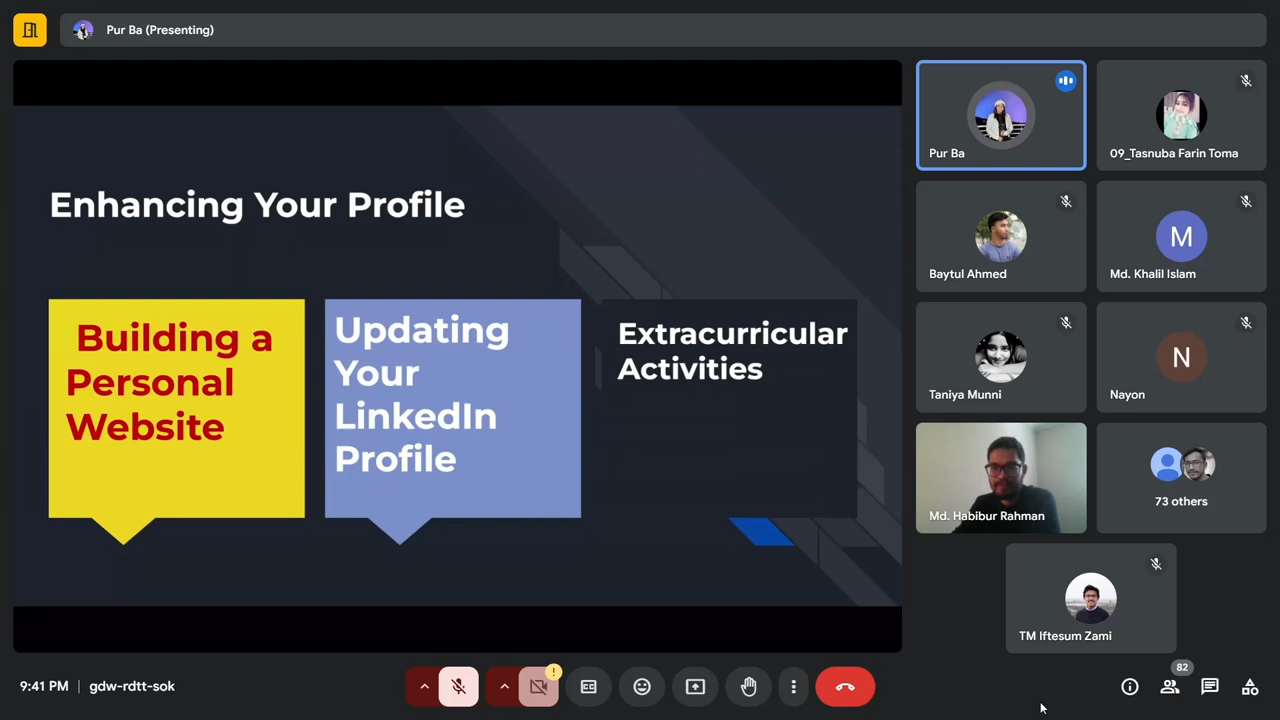 Pur Ba (Presenting)
Enhancing Your Profile
Building a
Personal
Website
Updating
Your
LinkedIn
Profile
Extracurricular
Activities
Pur Ba
09_Tasnuba Farin Toma
Baytul Ahmed
M
Md. Khalil Islam
Taniya Munni
N
Nayon
Md. Habibur Rahman
73 others
TM Iftesum Zami
9:41 PM | gdw-rdtt-sok
!
82